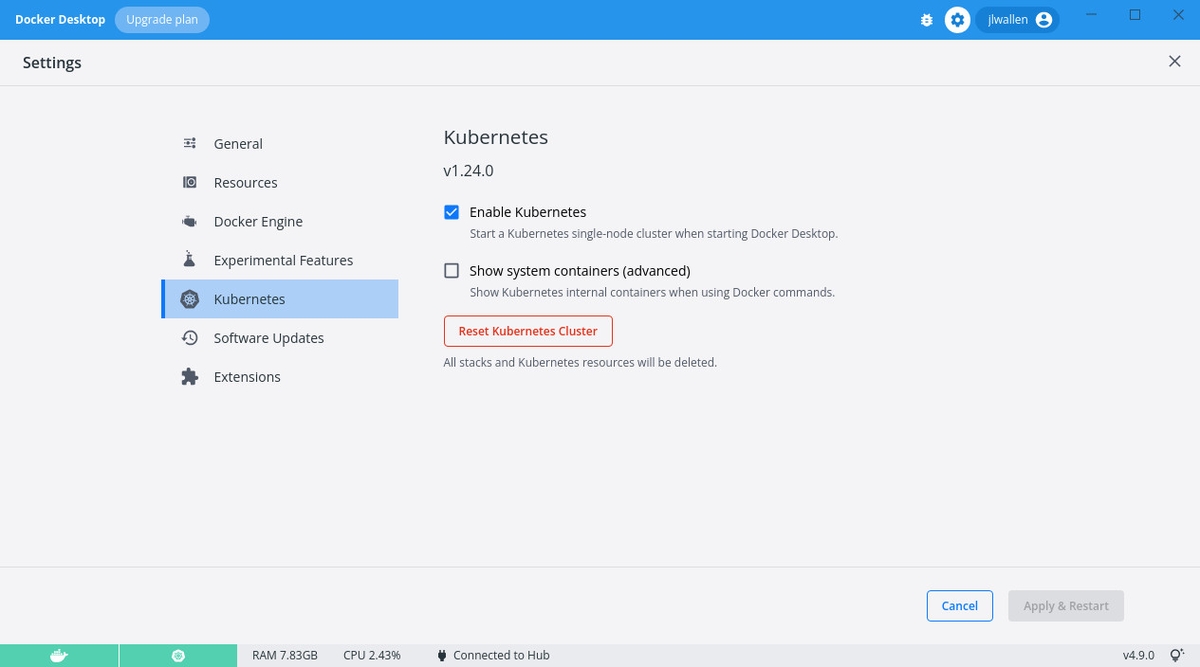 Docker Desktop Upgrade plan jlwallen
Settings
General
Resources
Docker Engine
Experimental Features
Kubernetes
Software Updates
Extensions
Kubernetes
v1.24.0
Enable Kubernetes
Start a Kubernetes single-node cluster when starting Docker Desktop.
Show system containers (advanced)
Show Kubernetes internal containers when using Docker commands.
Reset Kubernetes Cluster
All stacks and Kubernetes resources will be deleted.
Cancel Apply & Restart
RAM 7.83GB CPU 2.43% Connected to Hub v4.9.0